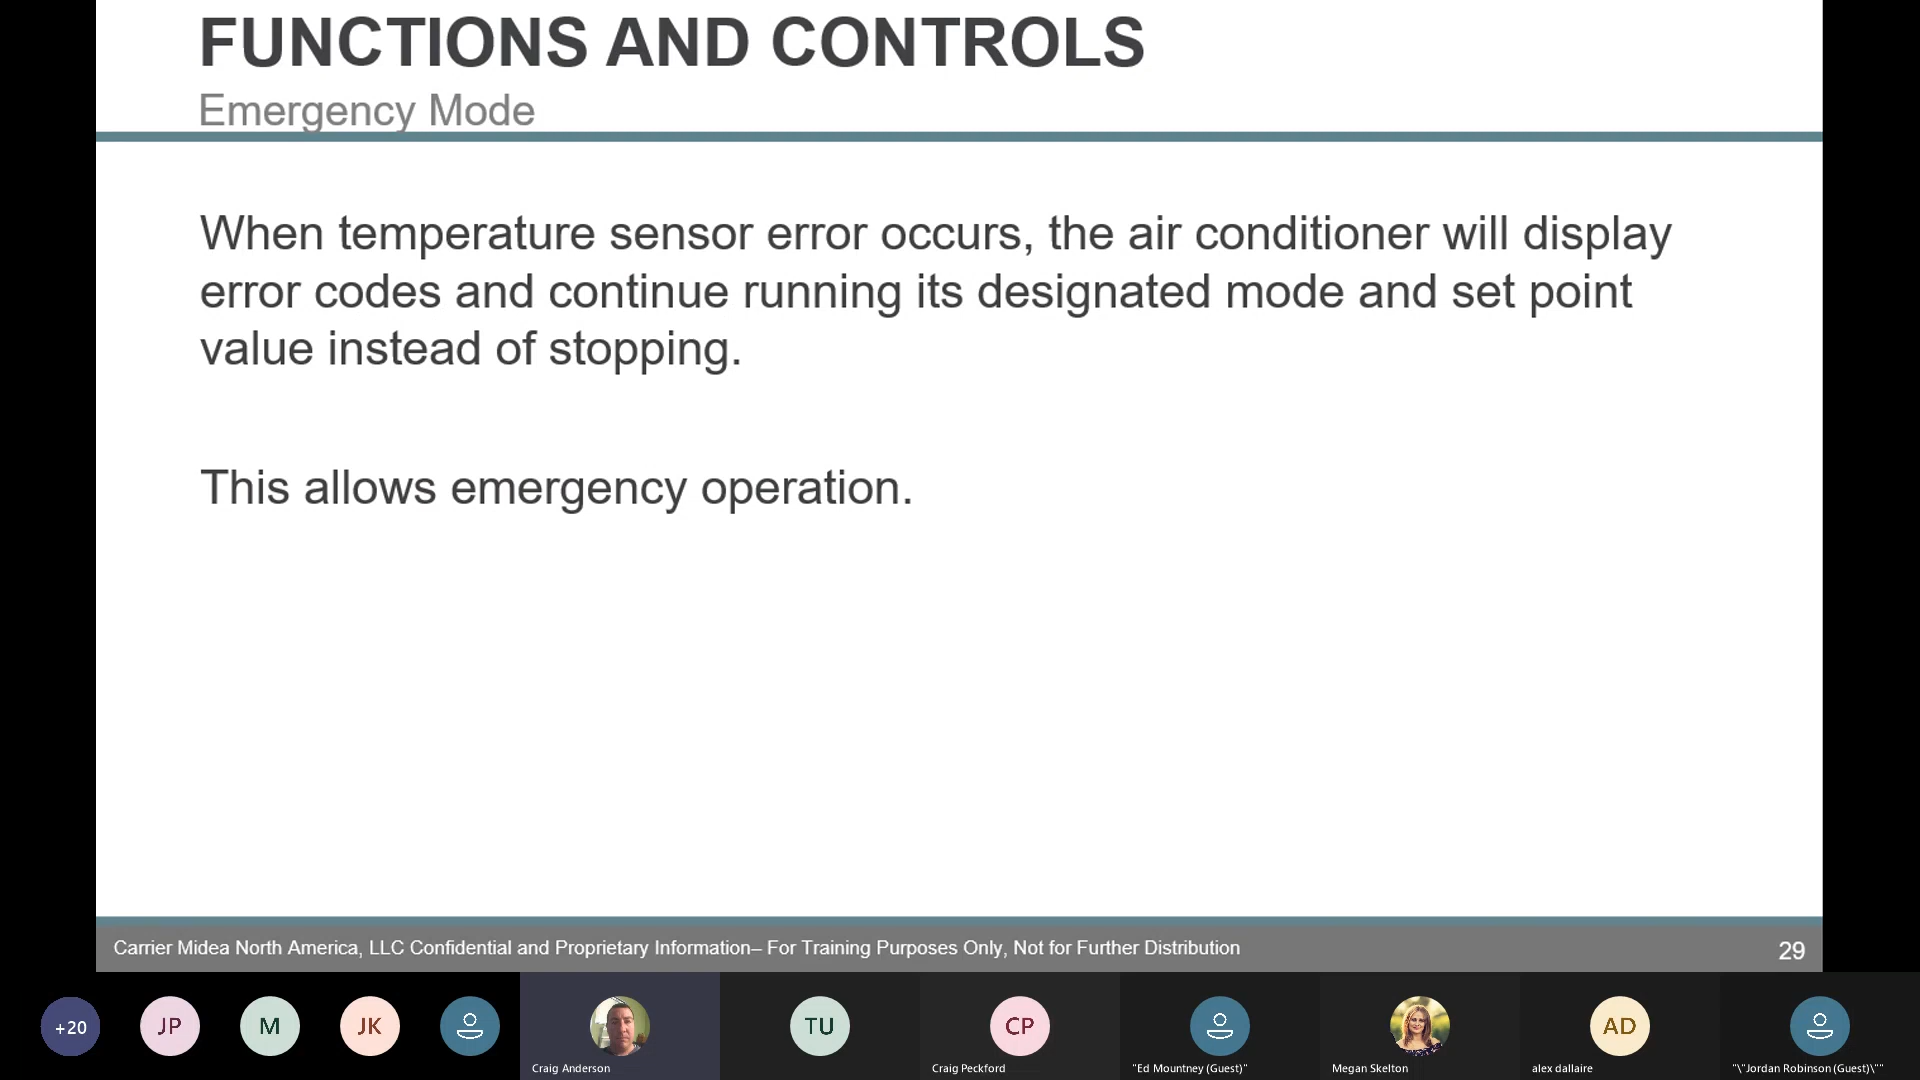 FUNCTIONS AND CONTROLS
Emergency Mode
When temperature sensor error occurs, the air conditioner will display
error codes and continue running its designated mode and set point
value instead of stopping.
This allows emergency operation.
Carrier Midea North America, LLC Confidential and Proprietary Information– For Training Purposes Only, Not for Further Distribution
29
+20
JP
M
JK
Craig Anderson
TU
CP
Craig Peckford
"Ed Mountney (Guest)"
Megan Skelton
AD
alex dallaire
"\"Jordan Robinson (Guest)\""